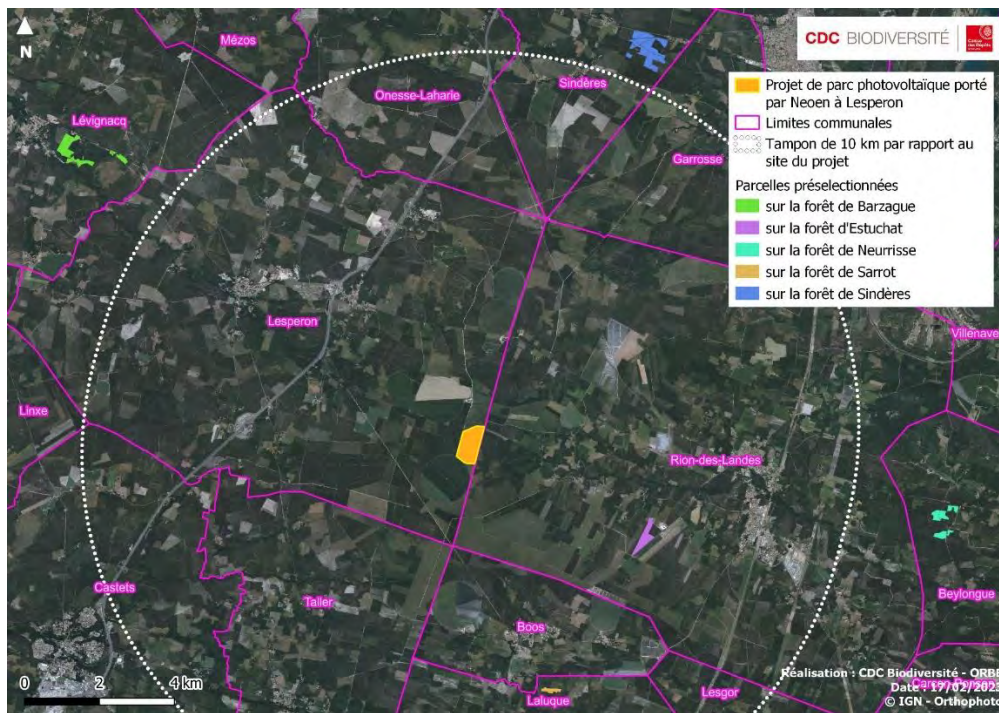 N
CDC BIODIVERSITÉ
Projet de parc photovoltaïque porté
par Neoen à Lesperon
Limites communales
Tampon de 10 km par rapport au
site du projet
Parcelles préselectionnées
sur la forêt de Barzague
sur la forêt d'Estuchat
sur la forêt de Neurrisse
sur la forêt de Sarrot
sur la forêt de Sindères
Mézos
Onesse-Laharie
Sindères
Lévignacq
Garrosse
Lesperon
Villenave
Linxe
Rion-des-Landes
Castets
Taller
Boos
Beylongue
Laluque
Lesgor
0 2 4 km
Réalisation : CDC Biodiversité - ORBE
Date : 17/02/2023
© IGN - Orthophoto